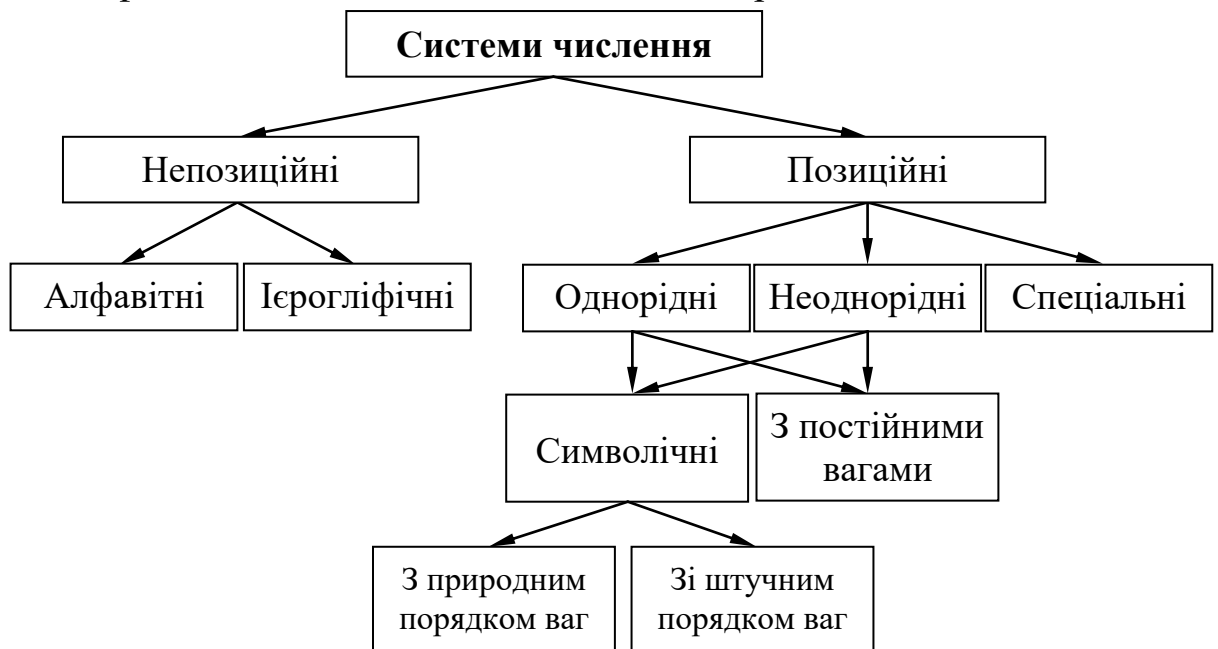 Системи числення
Непозиційні
Позиційні
Алфавітні
Ієрогліфічні
Однорідні
Неоднорідні
Спеціальні
Символічні
З постійними
вагами
З природним
порядком ваг
Зі штучним
порядком ваг